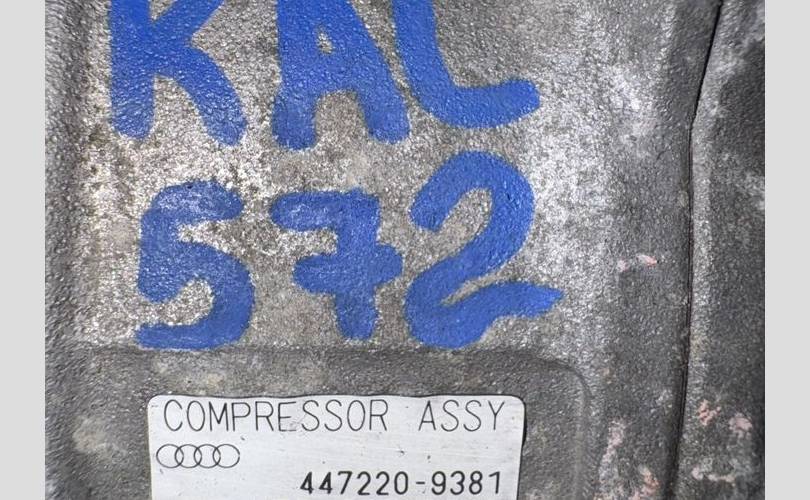 KAL
572
COMPRESSOR ASSY
447220-9381